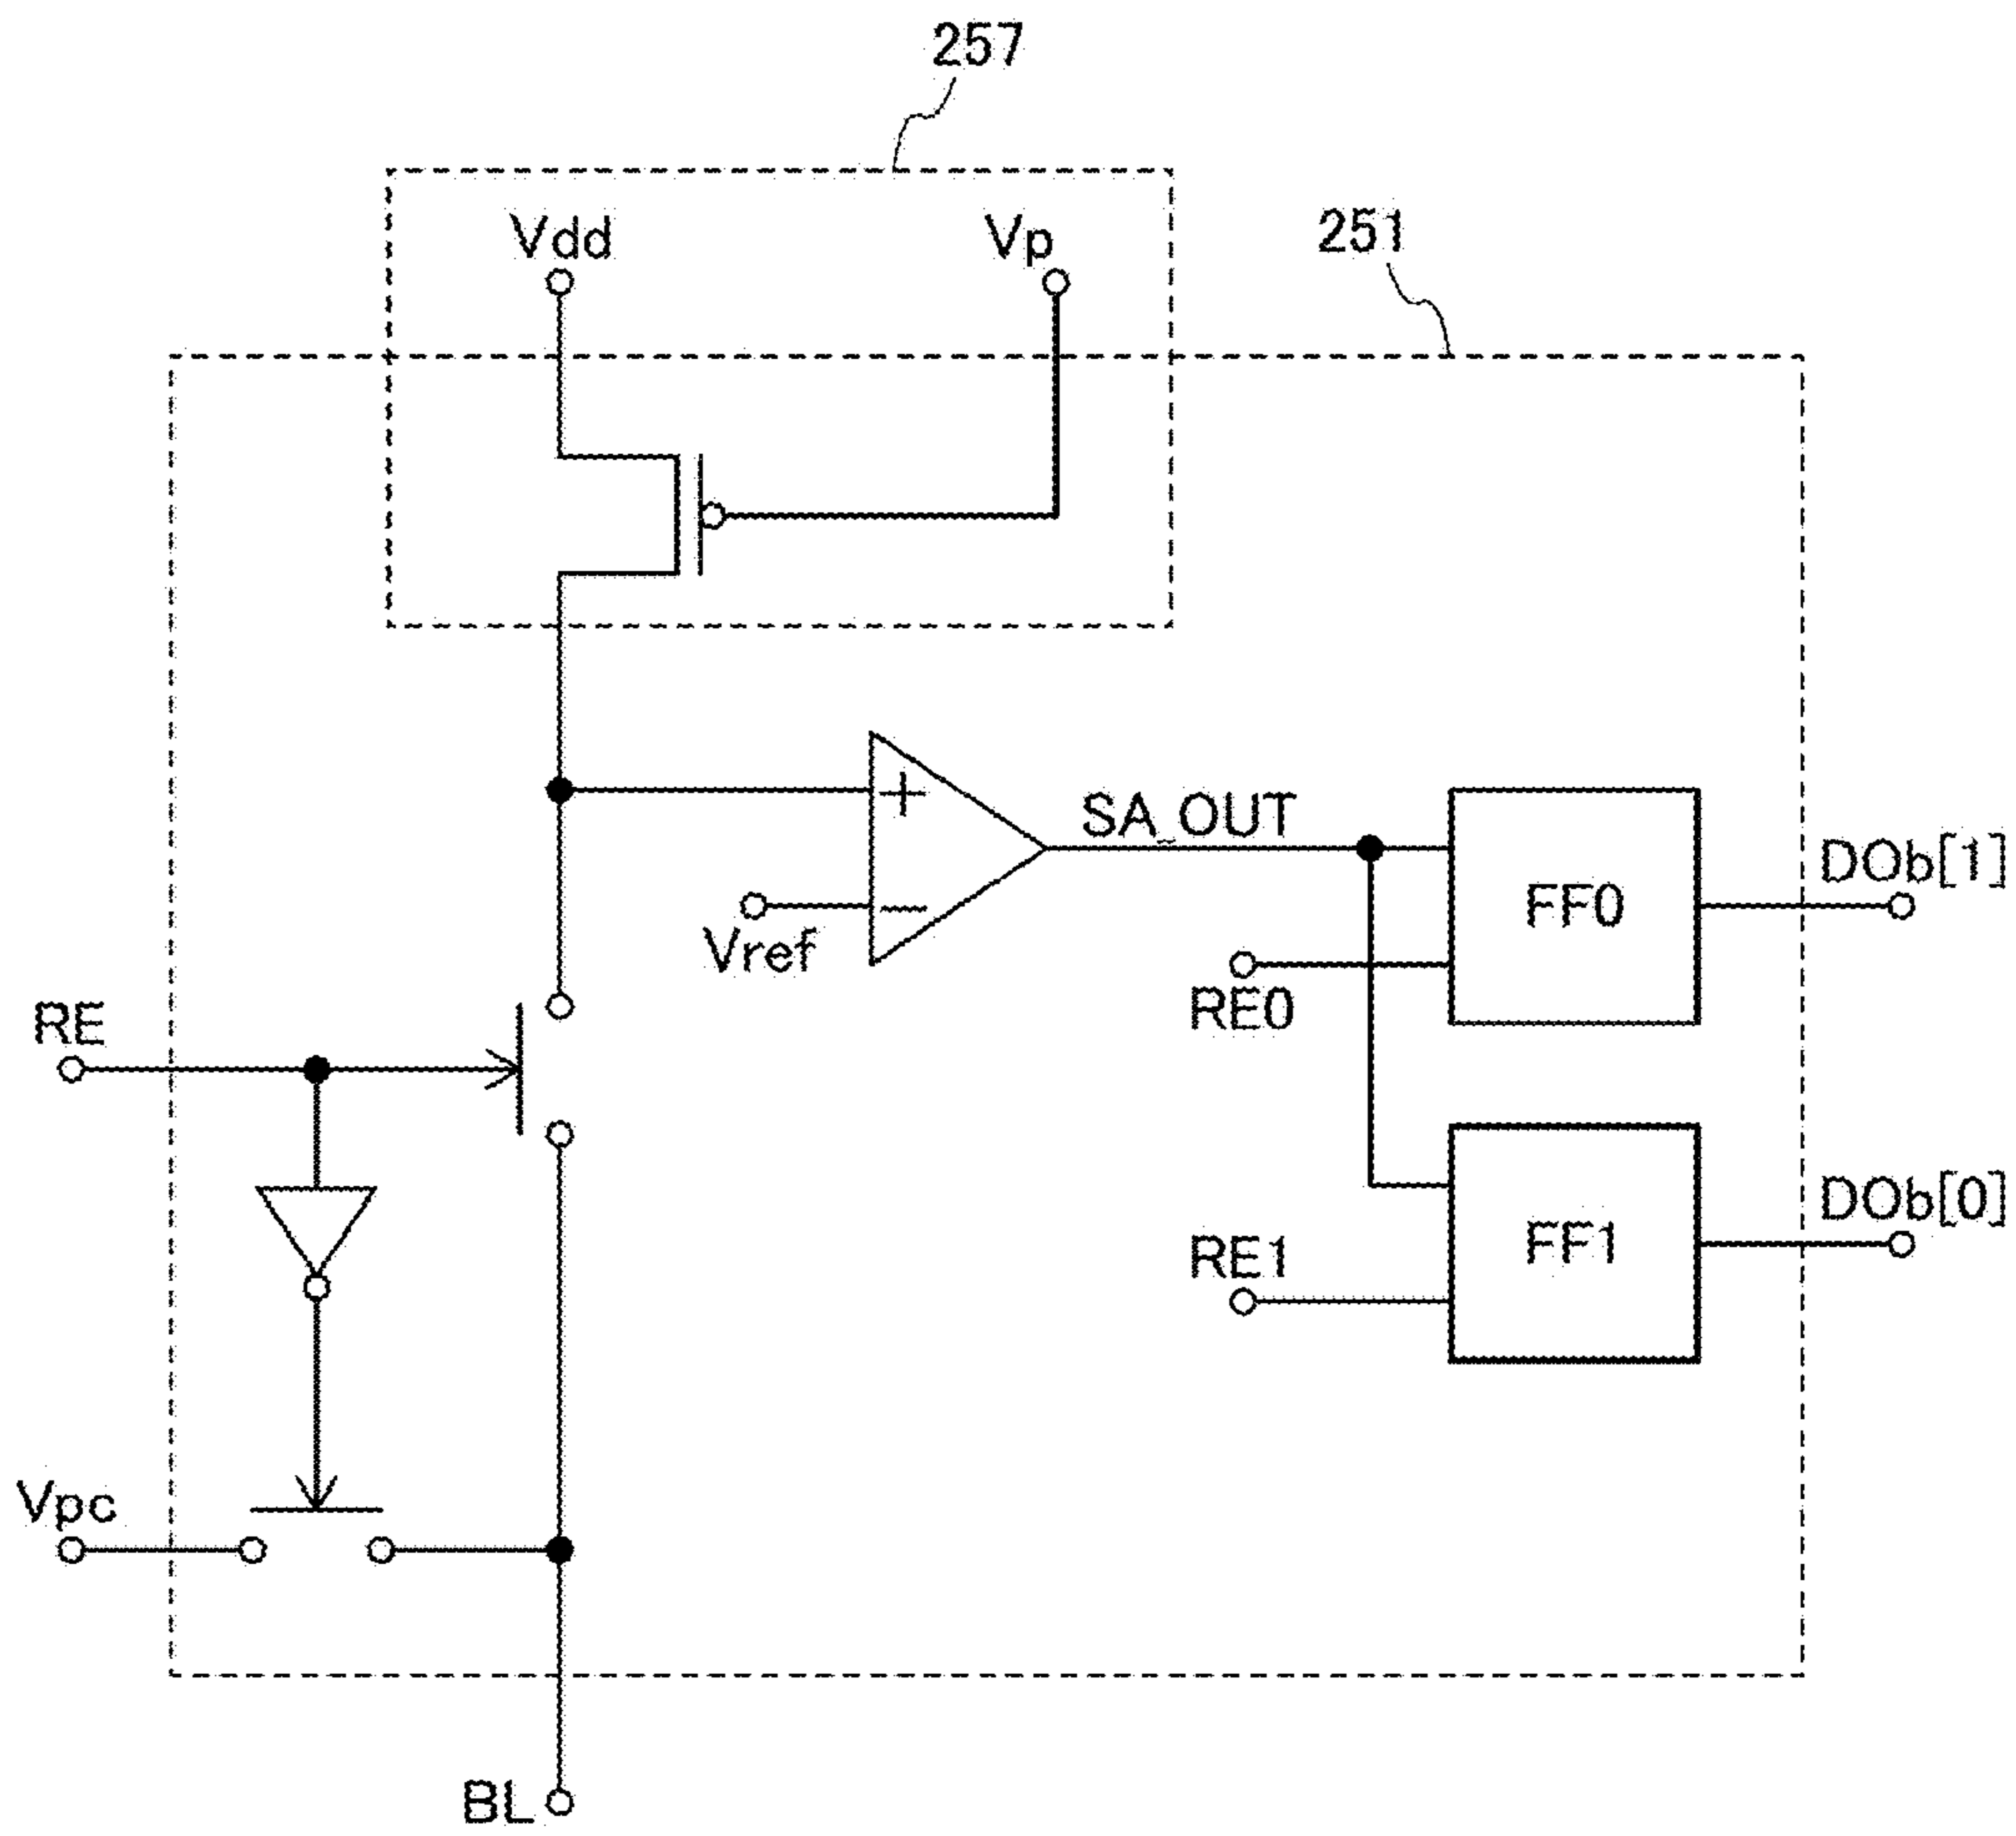 257
Vdd
Vp
251
+
SA_OUT
DOb[1]
FF0
Vref
−
RE0
RE
DOb[0]
FF1
RE1
Vpc
BL